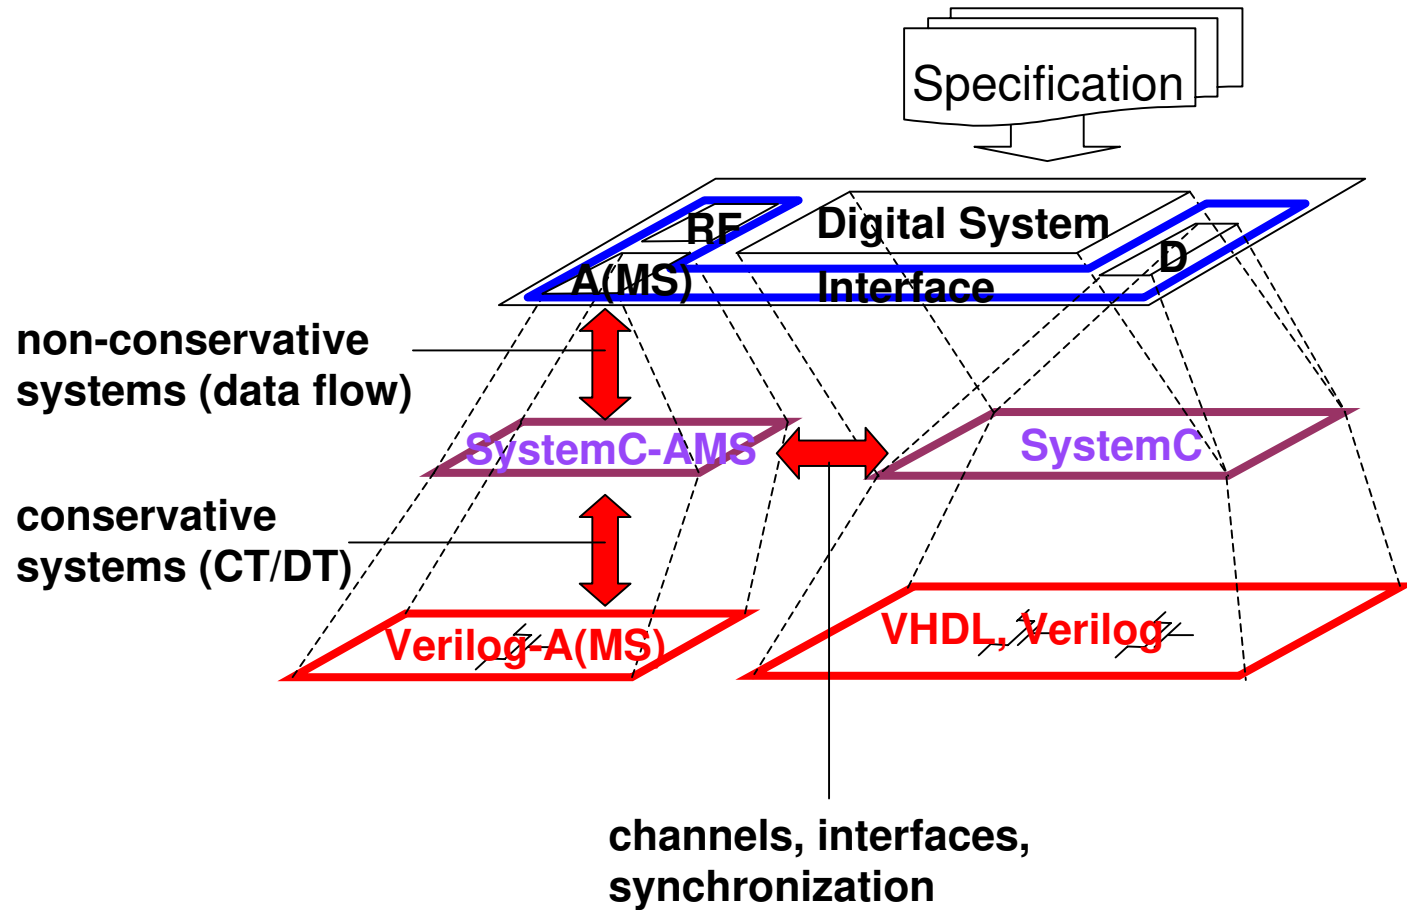 Specification
RF
Digital System
D
A(MS)
Interface
non-conservative
systems (data flow)
SystemC-AMS
SystemC
conservative
systems (CT/DT)
Verilog-A(MS)
VHDL, Verilog
channels, interfaces,
synchronization